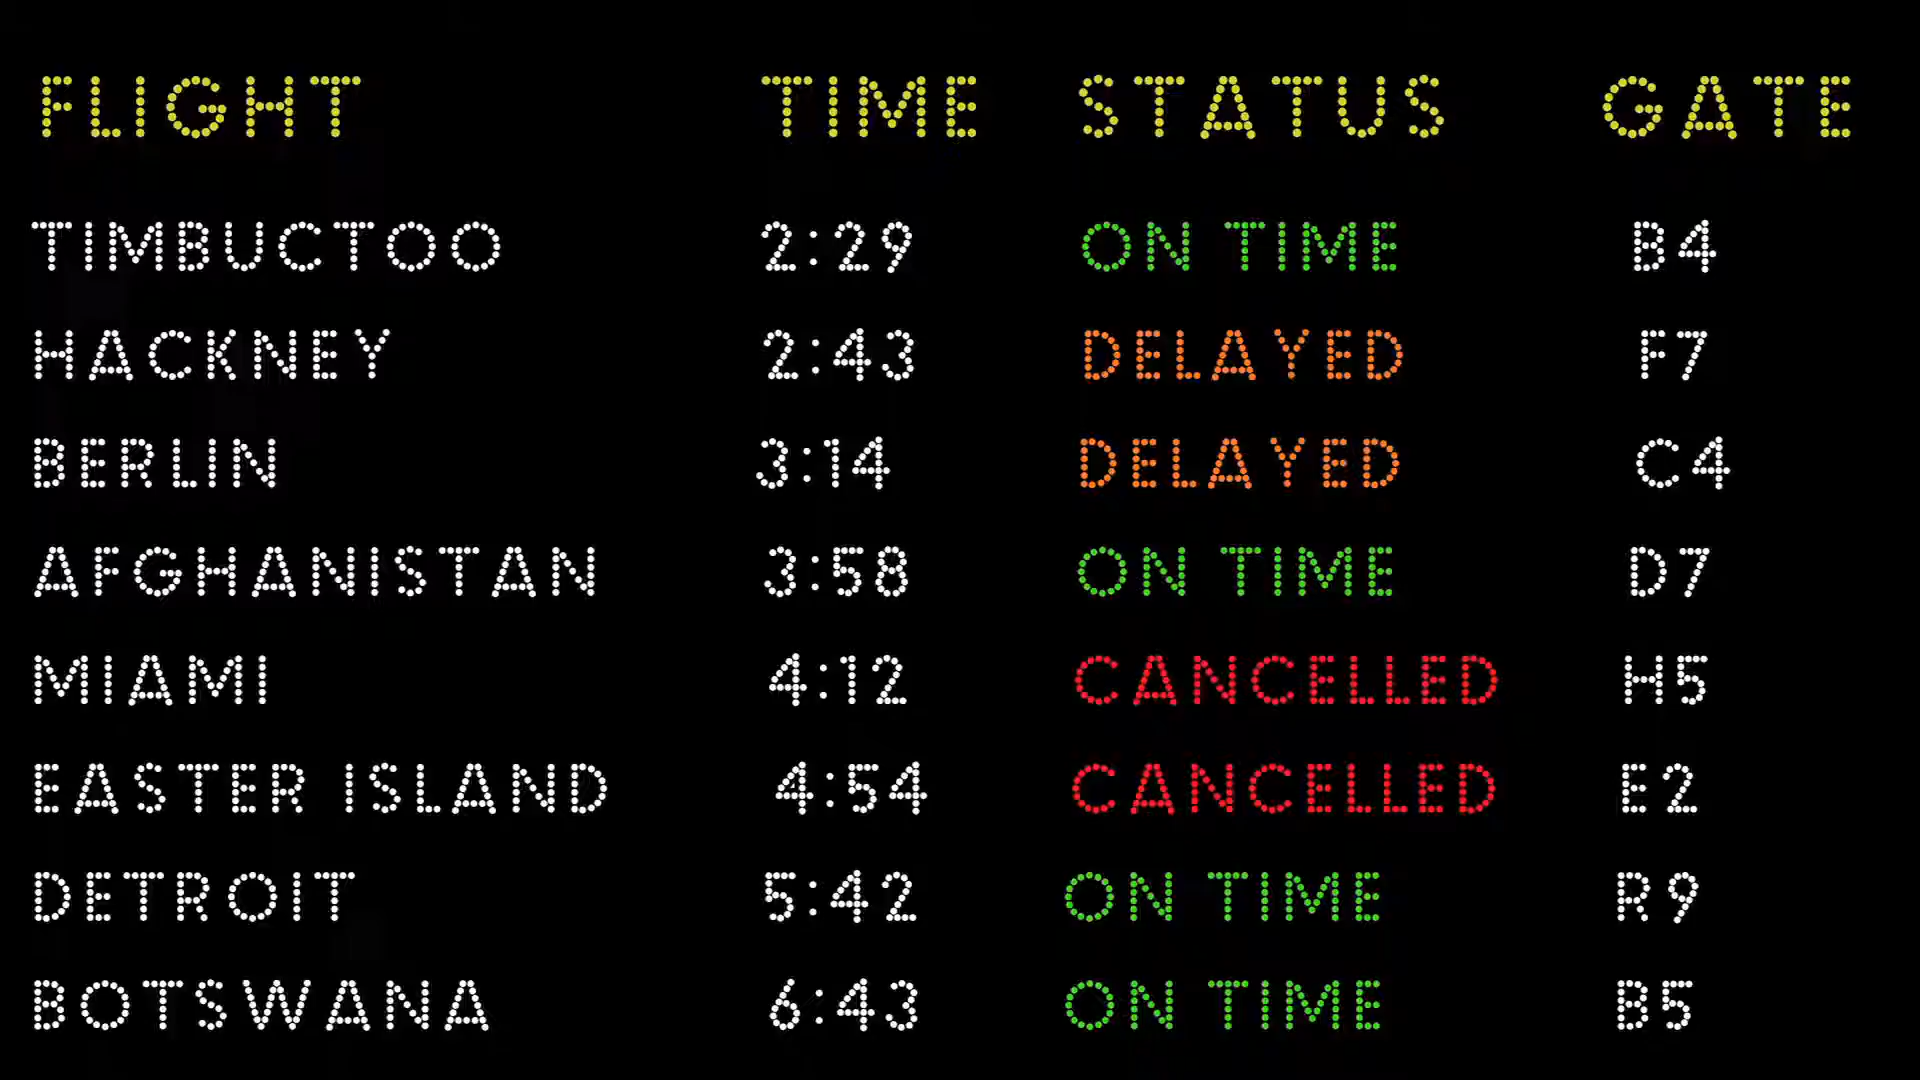 FLIGHT TIME STATUS GATE
TIMBUCTOO 2:29 ON TIME B4
HACKNEY 2:43 DELAYED F7
BERLIN 3:14 DELAYED C4
AFGHANISTAN 3:58 ON TIME D7
MIAMI 4:12 CANCELLED H5
EASTER ISLAND 4:54 CANCELLED E2
DETROIT 5:42 ON TIME R9
BOTSWANA 6:43 ON TIME B5